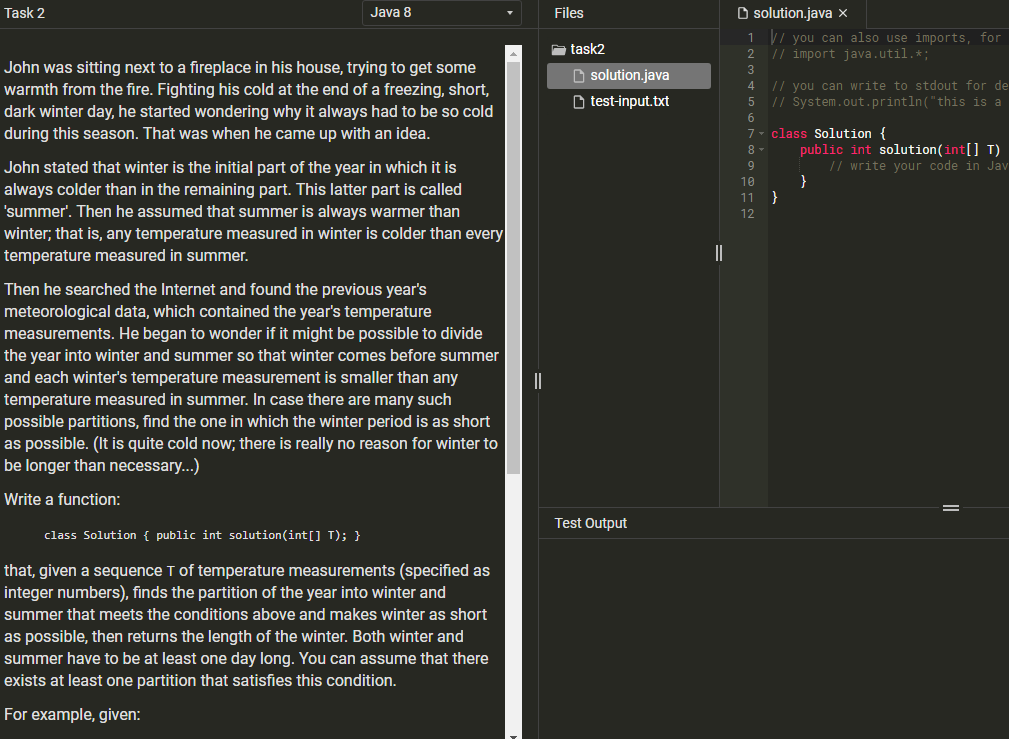 Task 2
Java 8
John was sitting next to a fireplace in his house, trying to get some
warmth from the fire. Fighting his cold at the end of a freezing, short,
dark winter day, he started wondering why it always had to be so cold
during this season. That was when he came up with an idea.
John stated that winter is the initial part of the year in which it is
always colder than in the remaining part. This latter part is called
'summer'. Then he assumed that summer is always warmer than
winter; that is, any temperature measured in winter is colder than every
temperature measured in summer.
Then he searched the Internet and found the previous year's
meteorological data, which contained the year's temperature
measurements. He began to wonder if it might be possible to divide
the year into winter and summer so that winter comes before summer
and each winter's temperature measurement is smaller than any
temperature measured in summer. In case there are many such
possible partitions, find the one in which the winter period is as short
as possible. (It is quite cold now; there is really no reason for winter to
be longer than necessary...)
Write a function:
class Solution { public int solution(int[] T); }
that, given a sequence T of temperature measurements (specified as
integer numbers), finds the partition of the year into winter and
summer that meets the conditions above and makes winter as short
as possible, then returns the length of the winter. Both winter and
summer have to be at least one day long. You can assume that there
exists at least one partition that satisfies this condition.
For example, given:
Files
task2
solution.java
test-input.txt
solution.java ×
1 // you can also use imports, for
2 // import java.util.*;
3
4 // you can write to stdout for de
5 // System.out.println("this is a
6
7 class Solution {
8 public int solution(int[] T)
9 // write your code in Jav
10 }
11 }
12
Test Output